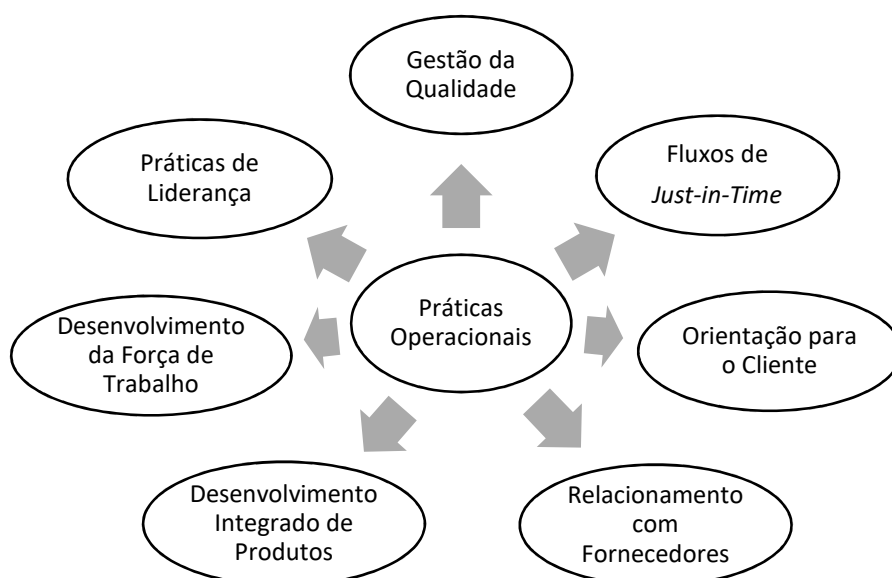 Gestão da
Qualidade
Práticas de
Liderança
Fluxos de
Just-in-Time
Práticas
Operacionais
Desenvolvimento
da Força de
Trabalho
Orientação para
o Cliente
Desenvolvimento
Integrado de
Produtos
Relacionamento
com
Fornecedores